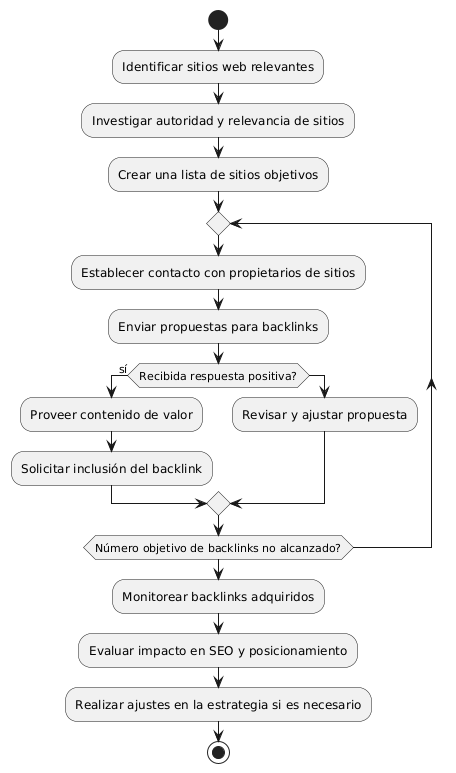 Identificar sitios web relevantes
Investigar autoridad y relevancia de sitios
Crear una lista de sitios objetivos
Establecer contacto con propietarios de sitios
Enviar propuestas para backlinks
sí
Recibida respuesta positiva?
Proveer contenido de valor
Revisar y ajustar propuesta
Solicitar inclusión del backlink
Número objetivo de backlinks no alcanzado?
Monitorear backlinks adquiridos
Evaluar impacto en SEO y posicionamiento
Realizar ajustes en la estrategia si es necesario